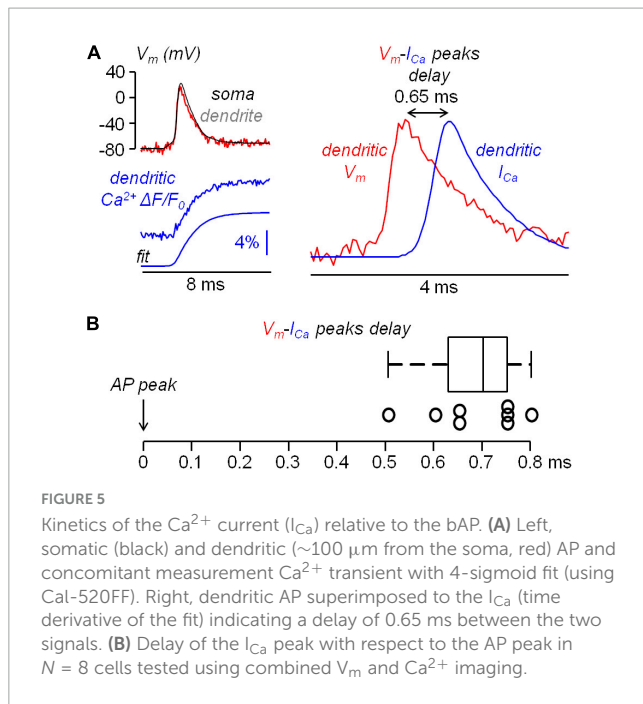 A
V_m (mV)
40
0
-40
-80
soma
dendrite
dendritic
Ca²⁺ ΔF/F₀
fit
4%
8 ms
V_m-I_Ca peaks
delay
0.65 ms
dendritic
V_m
dendritic
I_Ca
4 ms
B
V_m-I_Ca peaks delay
AP peak
0 0.1 0.2 0.3 0.4 0.5 0.6 0.7 0.8 ms
FIGURE 5
Kinetics of the Ca²⁺ current (I_Ca) relative to the bAP. (A) Left,
somatic (black) and dendritic (~100 μm from the soma, red) AP and
concomitant measurement Ca²⁺ transient with 4-sigmoid fit (using
Cal-520FF). Right, dendritic AP superimposed to the I_Ca (time
derivative of the fit) indicating a delay of 0.65 ms between the two
signals. (B) Delay of the I_Ca peak with respect to the AP peak in
N = 8 cells tested using combined V_m and Ca²⁺ imaging.